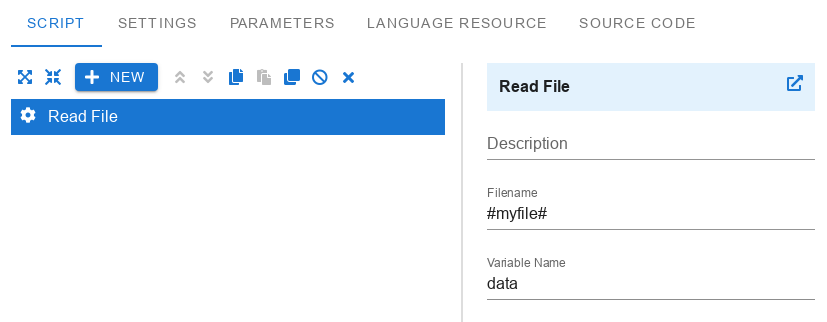 SCRIPT SETTINGS PARAMETERS LANGUAGE RESOURCE SOURCE CODE
NEW
Read File
Read File
Description
Filename
#myfile#
Variable Name
data